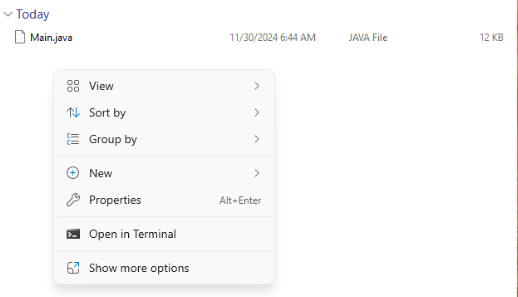 Today
Main.java 11/30/2024 6:44 AM JAVA File 12 KB
View
Sort by
Group by
New
Properties Alt+Enter
Open in Terminal
Show more options